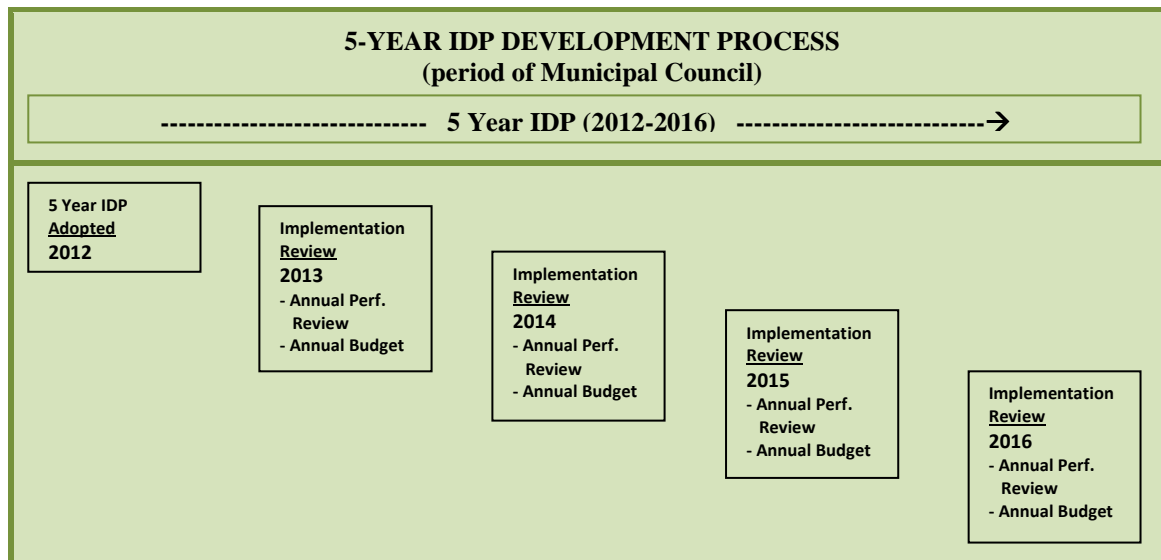 5-YEAR IDP DEVELOPMENT PROCESS
(period of Municipal Council)
------------------------------ 5 Year IDP (2012-2016) ----------------------------→
5 Year IDP
Adopted
2012
Implementation
Review
2013
- Annual Perf.
Review
- Annual Budget
Implementation
Review
2014
- Annual Perf.
Review
- Annual Budget
Implementation
Review
2015
- Annual Perf.
Review
- Annual Budget
Implementation
Review
2016
- Annual Perf.
Review
- Annual Budget